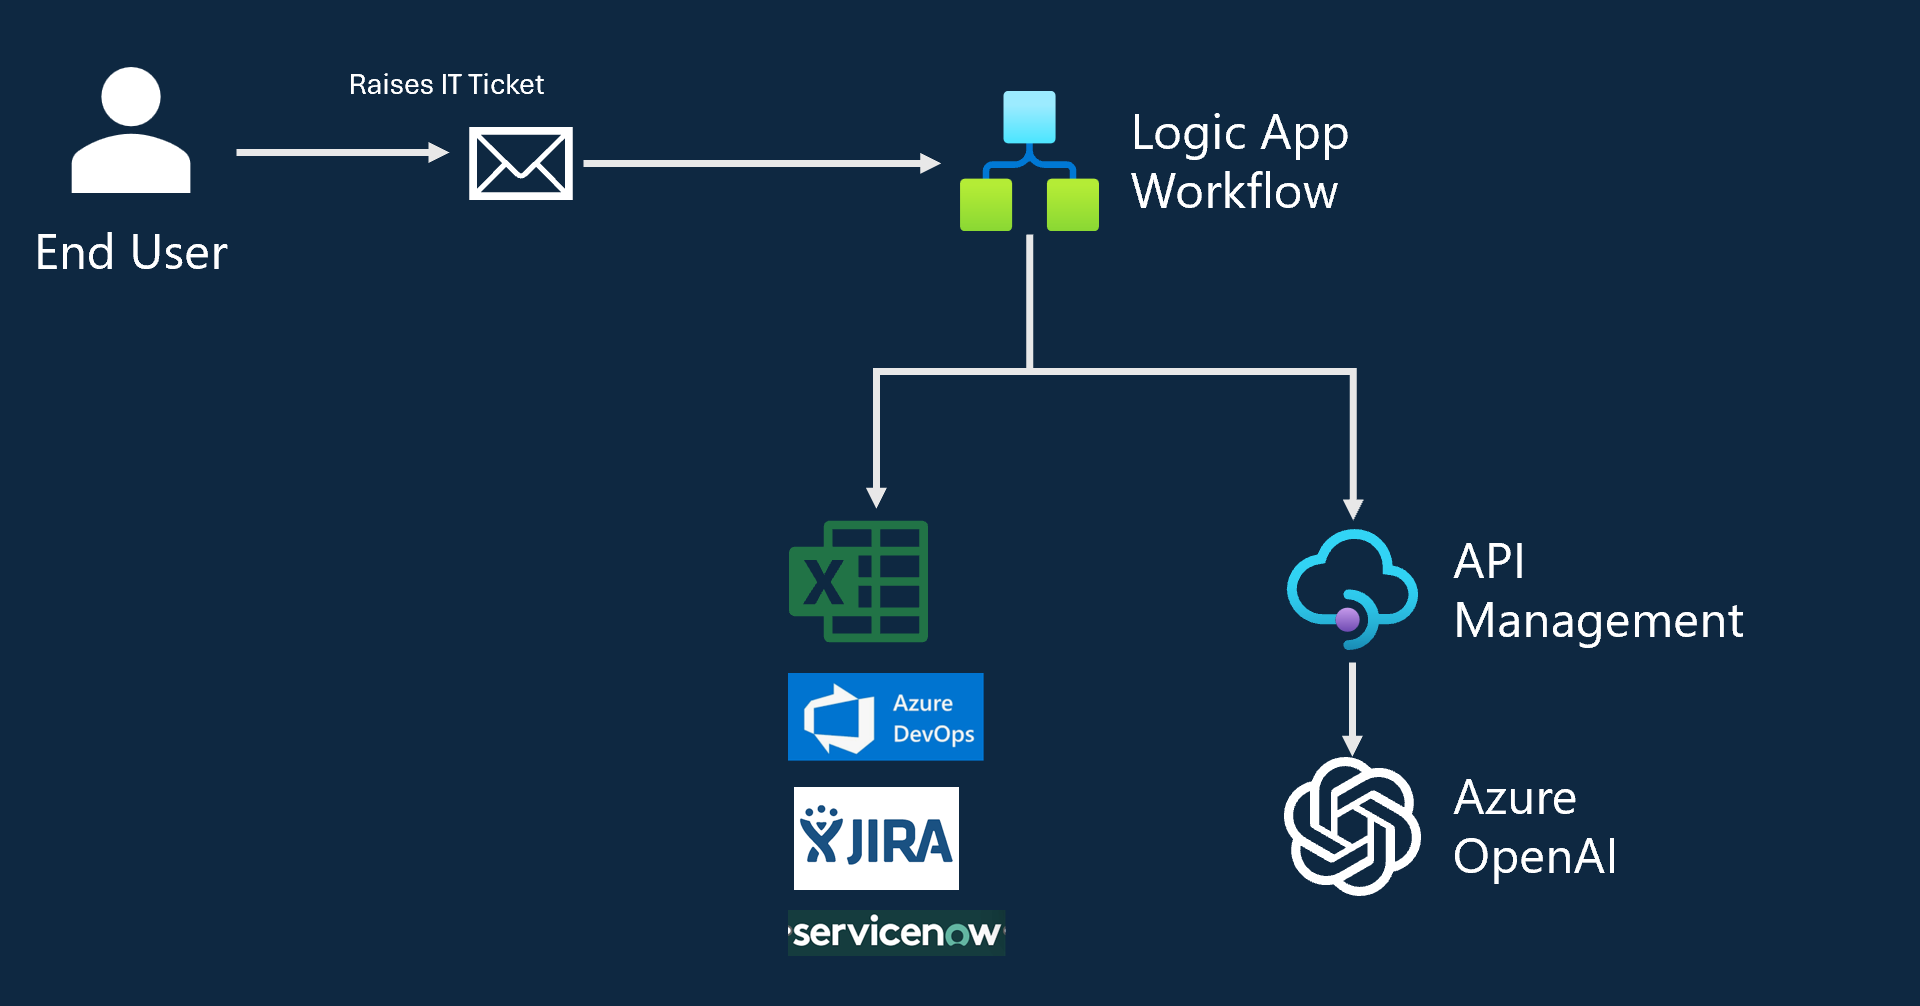 Raises IT Ticket
Logic App
Workflow
End User
X
Azure
DevOps
JIRA
servicenow
API
Management
Azure
OpenAI